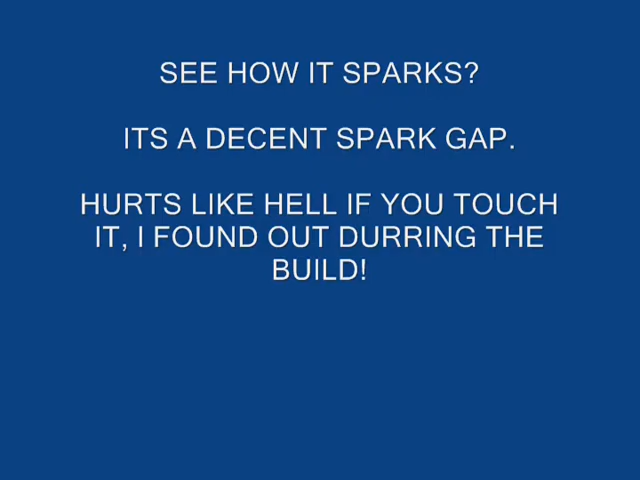 SEE HOW IT SPARKS?
ITS A DECENT SPARK GAP.
HURTS LIKE HELL IF YOU TOUCH
IT, I FOUND OUT DURRING THE
BUILD!